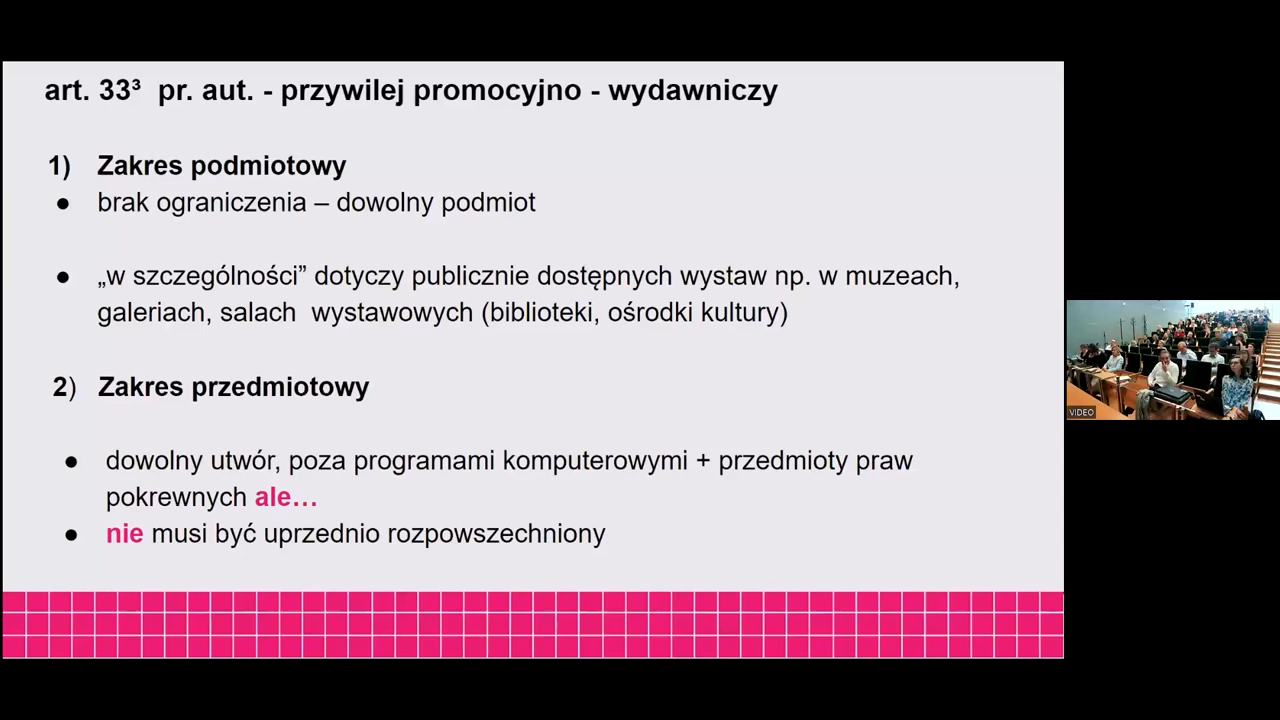 art. 33³ pr. aut. - przywilej promocyjno - wydawniczy
1) Zakres podmiotowy
● brak ograniczenia – dowolny podmiot
● „w szczególności” dotyczy publicznie dostępnych wystaw np. w muzeach,
galeriach, salach wystawowych (biblioteki, ośrodki kultury)
2) Zakres przedmiotowy
● dowolny utwór, poza programami komputerowymi + przedmioty praw
pokrewnych ale…
● nie musi być uprzednio rozpowszechniony
VIDEO